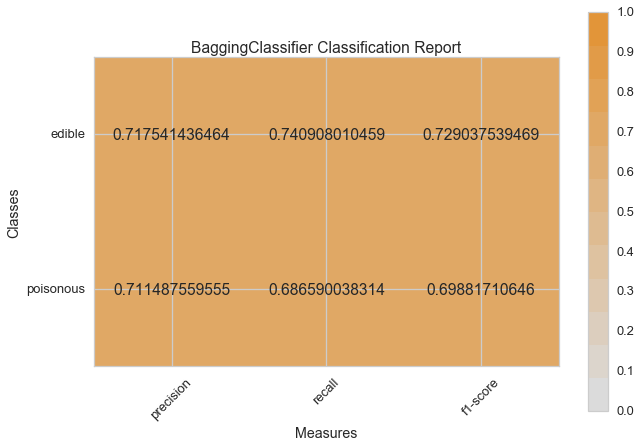 BaggingClassifier Classification Report
Classes
edible
0.717541436464 0.740908010459 0.729037539469
poisonous
0.711487559555 0.686590038314 0.69881710646
precision recall f1-score
Measures
1.0
0.9
0.8
0.7
0.6
0.5
0.4
0.3
0.2
0.1
0.0